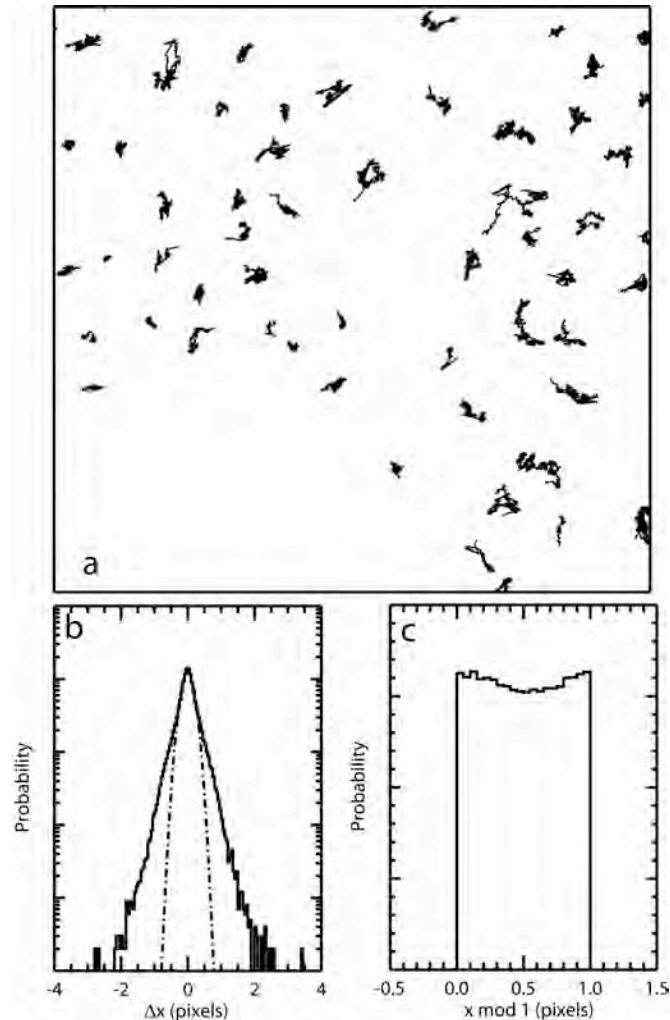 a
b
c
Probability
-4 -2 0 2 4
Δx (pixels)
Probability
-0.5 0.0 0.5 1.0 1.5
x mod 1 (pixels)